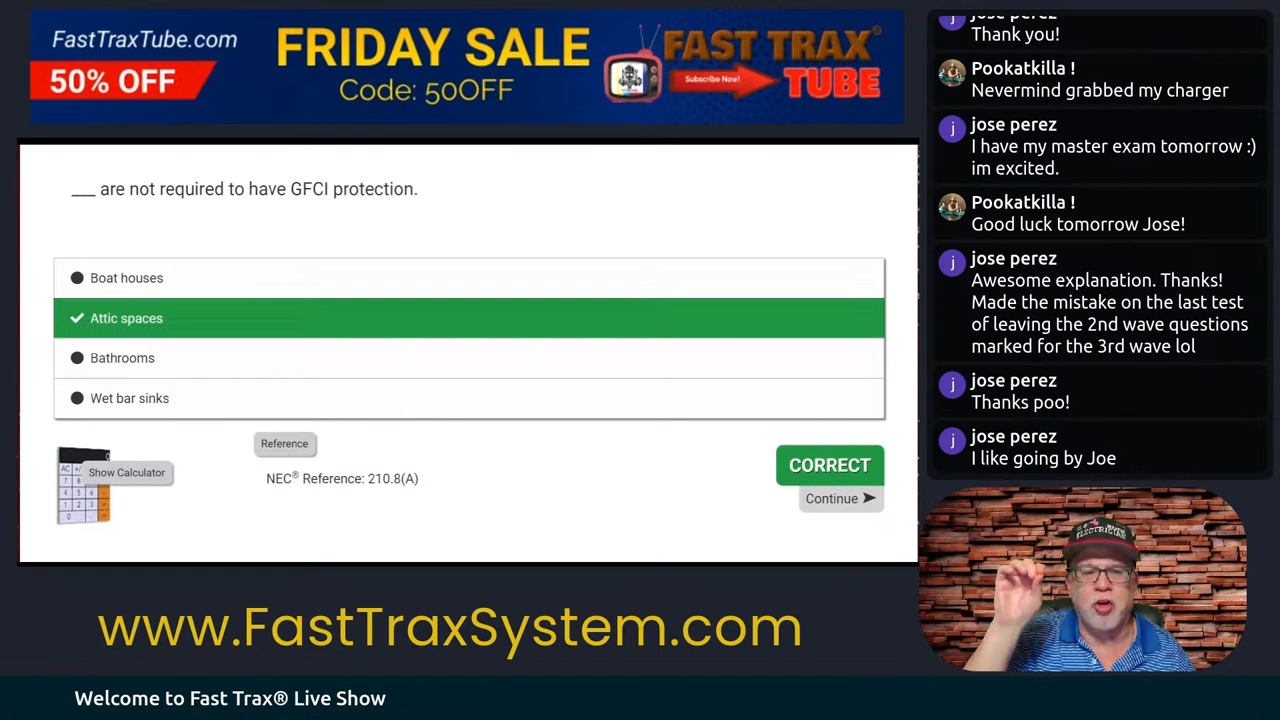 FastTraxTube.com
50% OFF
FRIDAY SALE
Code: 50OFF
FAST TRAX®
Subscribe Now!
TUBE
___ are not required to have GFCI protection.
Boat houses
Attic spaces
Bathrooms
Wet bar sinks
Show Calculator
Reference
NEC® Reference: 210.8(A)
CORRECT
Continue
www.FastTraxSystem.com
Welcome to Fast Trax® Live Show
jose perez
Thank you!
Pookatkilla !
Nevermind grabbed my charger
jose perez
I have my master exam tomorrow :)
im excited.
Pookatkilla !
Good luck tomorrow Jose!
jose perez
Awesome explanation. Thanks!
Made the mistake on the last test
of leaving the 2nd wave questions
marked for the 3rd wave lol
jose perez
Thanks poo!
jose perez
I like going by Joe
ELECTRICIAN